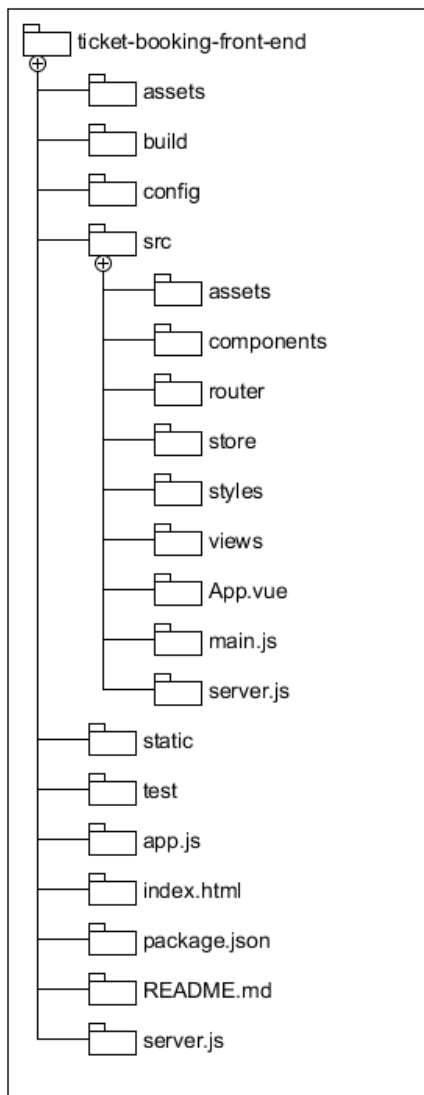 ticket-booking-front-end
assets
build
config
src
assets
components
router
store
styles
views
App.vue
main.js
server.js
static
test
app.js
index.html
package.json
README.md
server.js